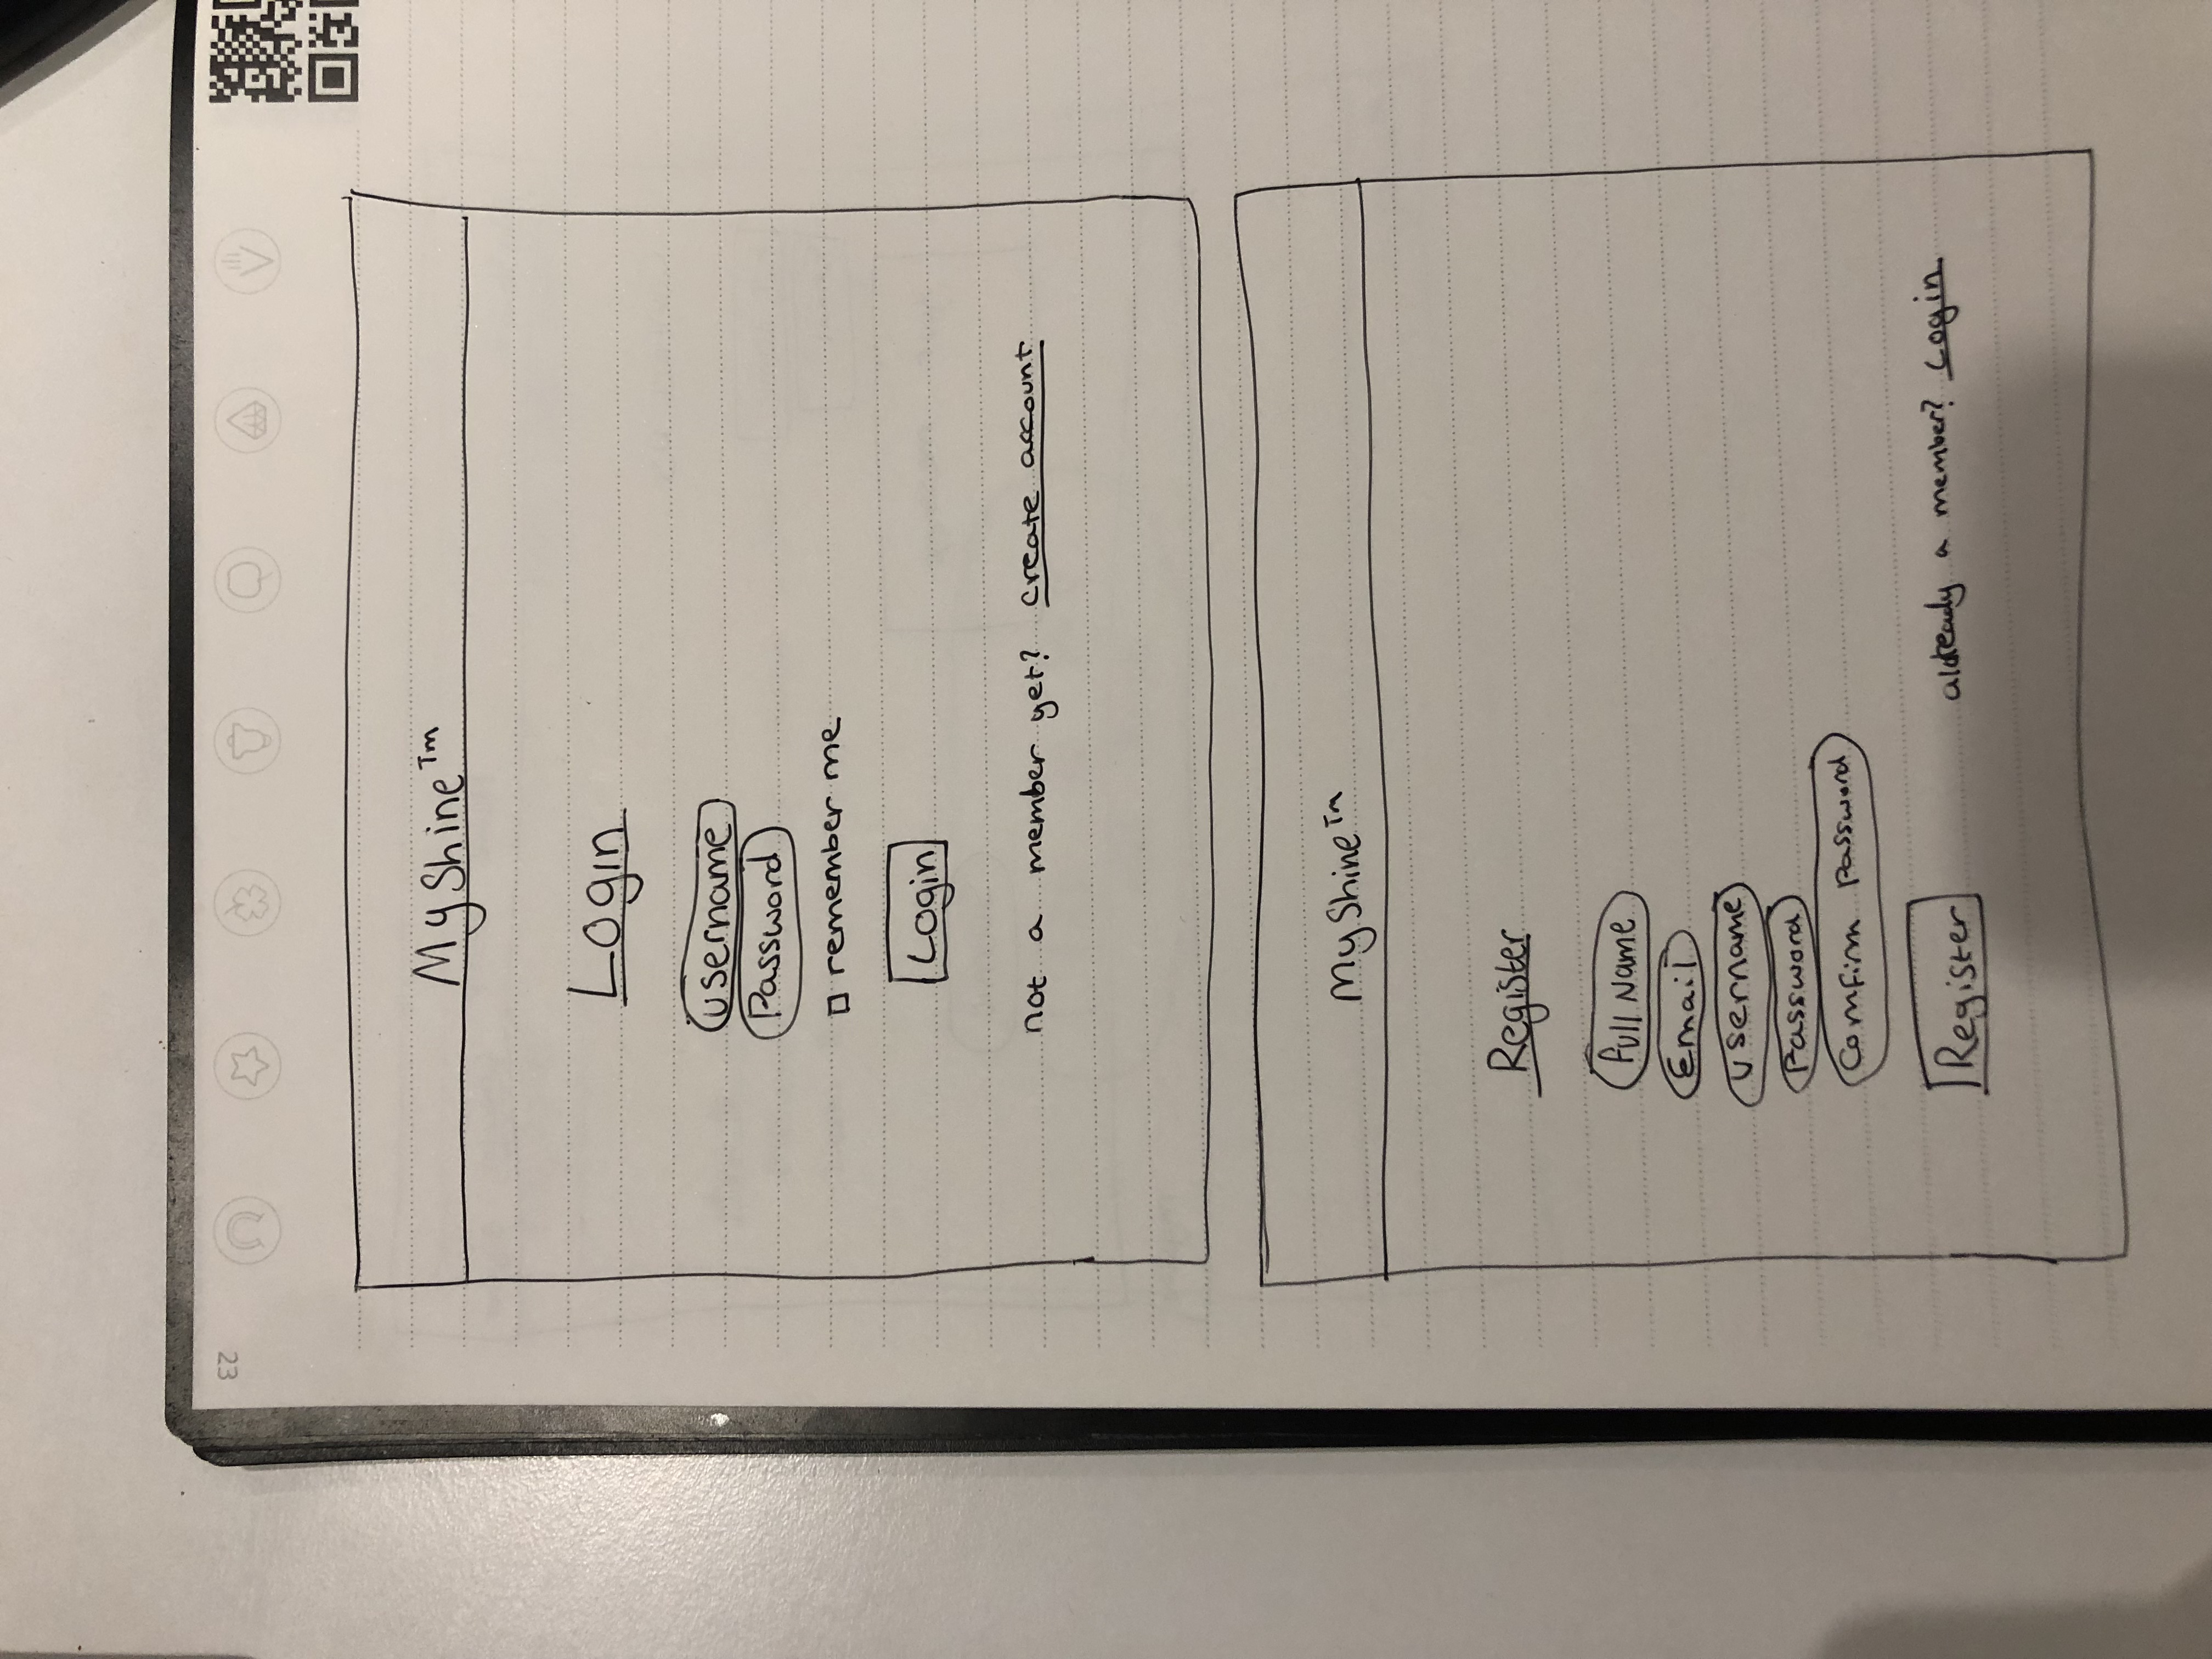 23
MyShine™
Login
username
Password
remember me
Login
not a member yet? create account
MyShine™
Register
Full Name
Email
username
Password
Comfirm Password
Register
aldready a member? Login